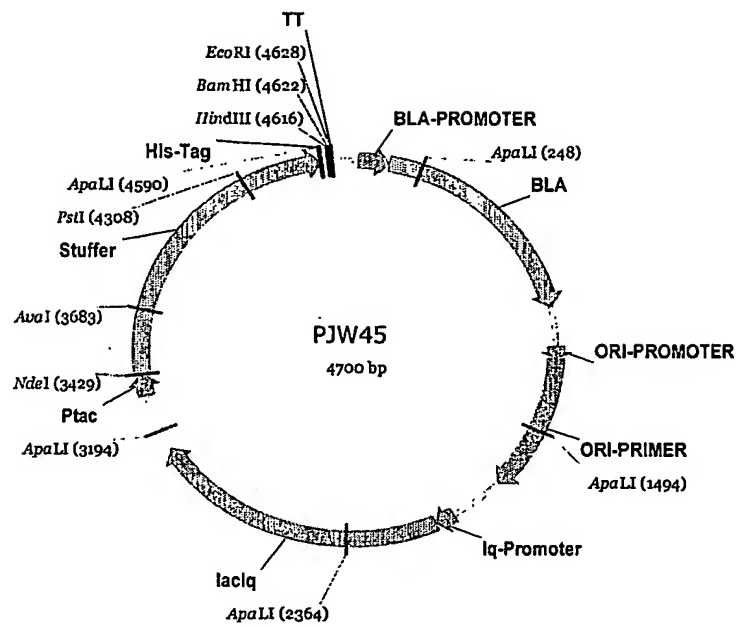 TT
EcoRI (4628)
BamHI (4622)
HindIII (4616)
His-Tag
ApaLI (4590)
PstI (4308)
Stuffer
AvaI (3683)
NdeI (3429)
Ptac
ApaLI (3194)
BLA-PROMOTER
ApaLI (248)
BLA
PJW45
4700 bp
ORI-PROMOTER
ORI-PRIMER
ApaLI (1494)
Iq-Promoter
lacIq
ApaLI (2364)